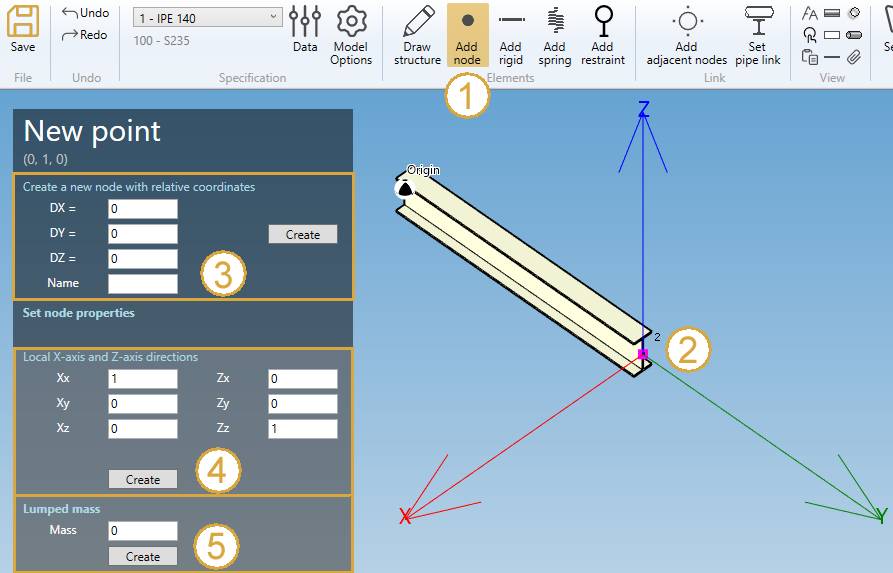 Save
File
Undo
Redo
Undo
1 - IPE 140
100 - S235
Data
Model
Options
Specification
Draw
structure
Add
node
Add
rigid
Add
spring
Add
restraint
Elements
Add
adjacent nodes
Set
pipe link
Link
View
Se
1
New point
(0, 1, 0)
Create a new node with relative coordinates
DX = 0
DY = 0 Create
DZ = 0
Name
3
Set node properties
Local X-axis and Z-axis directions
Xx 1 Zx 0
Xy 0 Zy 0
Xz 0 Zz 1
Create
4
Lumped mass
Mass 0
Create
5
Z
Origin
2
2
X
Y